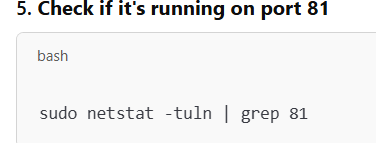 5. Check if it's running on port 81
bash
sudo netstat -tuln | grep 81